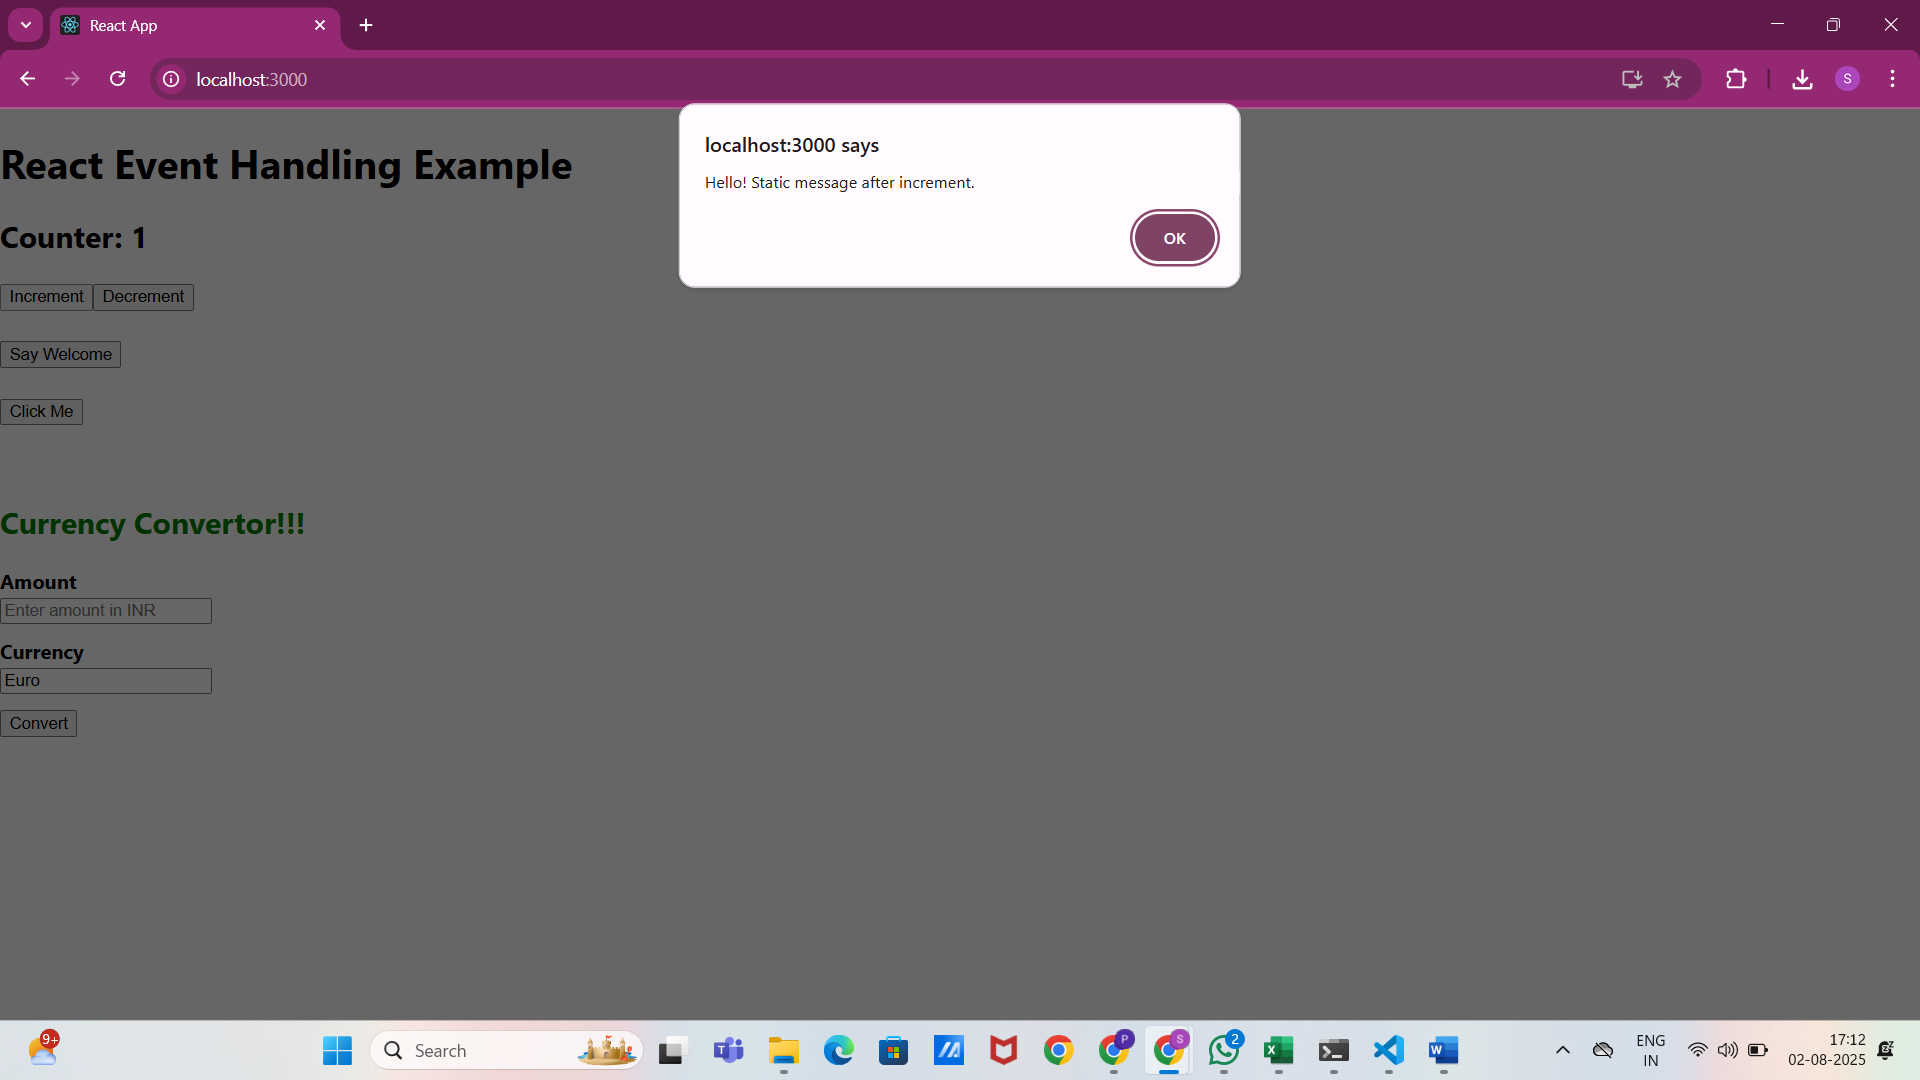 React App
localhost:3000
localhost:3000 says
Hello! Static message after increment.
OK
React Event Handling Example
Counter: 1
Increment Decrement
Say Welcome
Click Me
Currency Convertor!!!
Amount
Enter amount in INR
Currency
Euro
Convert
S
9+
Search
T
P
S
2
X
W
ENG
IN
17:12
02-08-2025